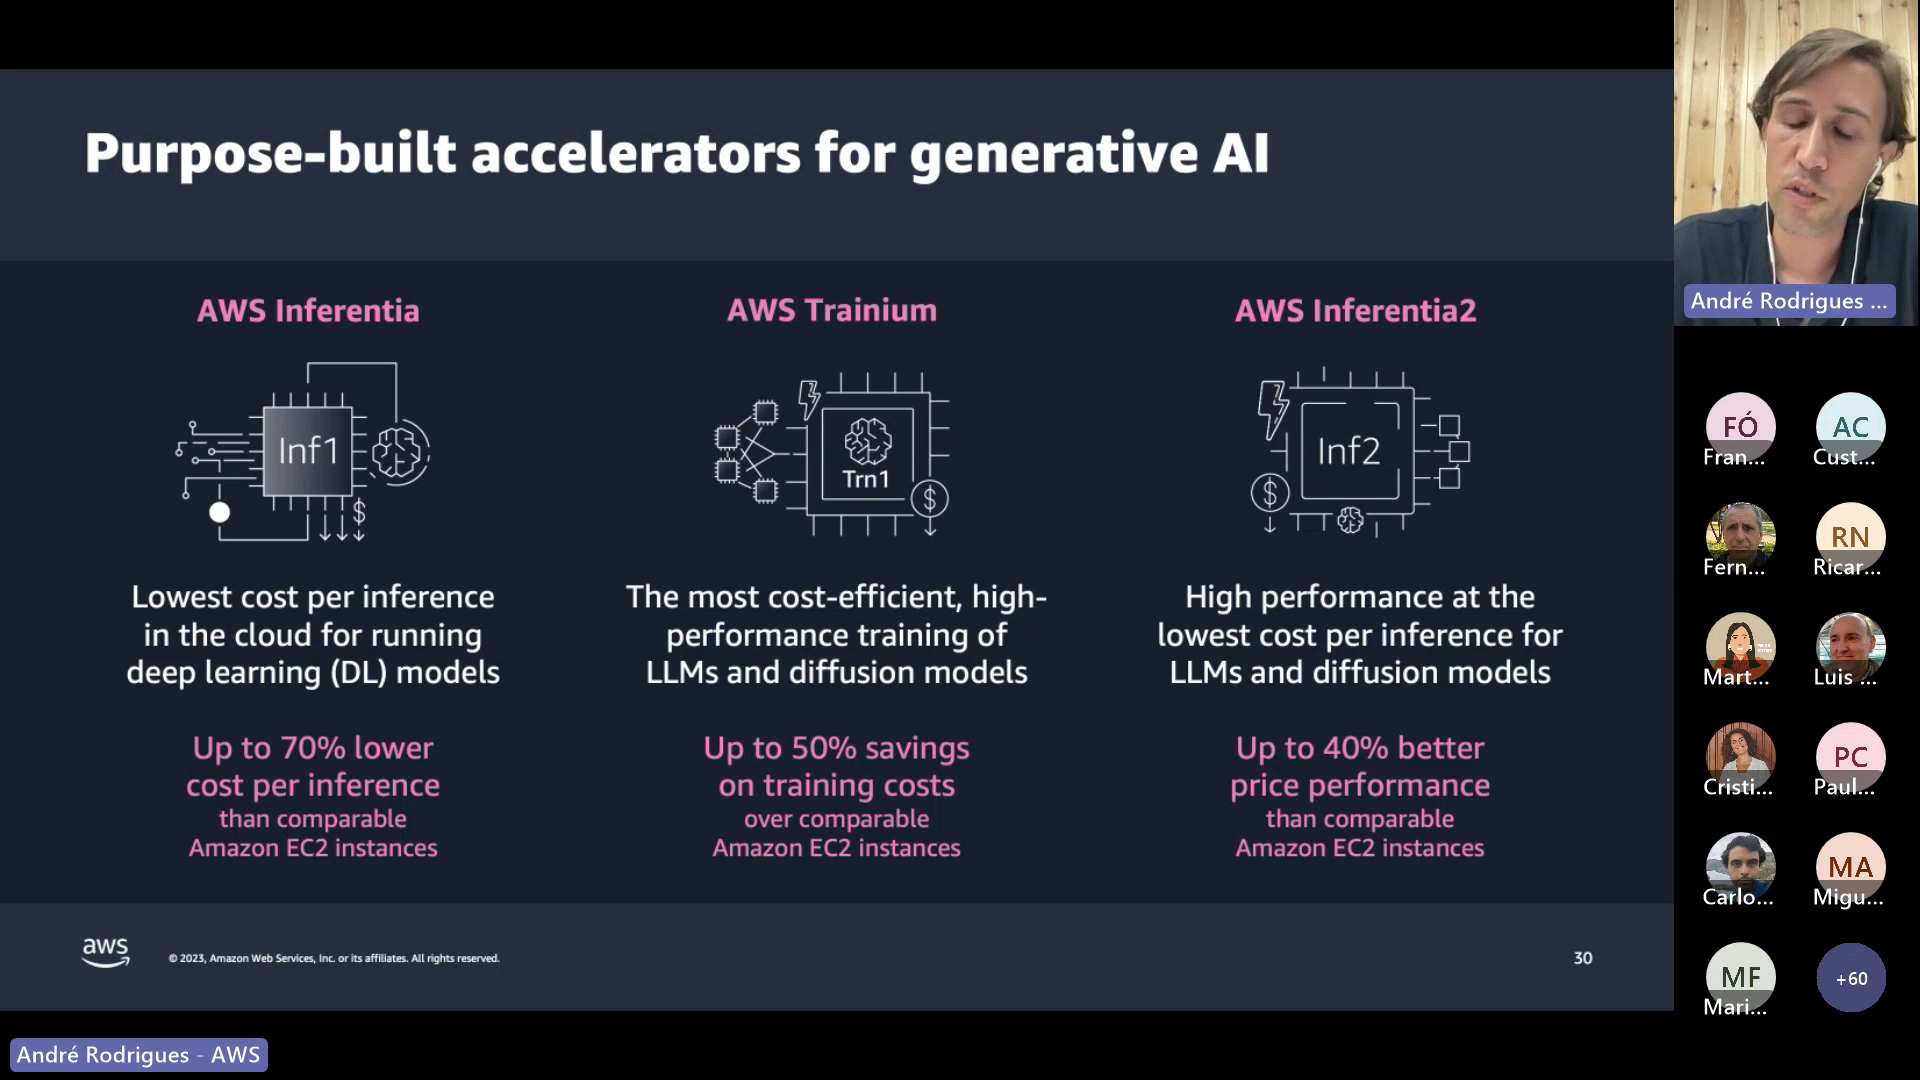 Purpose-built accelerators for generative AI
AWS Inferentia
Inf1
Lowest cost per inference
in the cloud for running
deep learning (DL) models
Up to 70% lower
cost per inference
than comparable
Amazon EC2 instances
AWS Trainium
Trn1
The most cost-efficient, high-
performance training of
LLMs and diffusion models
Up to 50% savings
on training costs
over comparable
Amazon EC2 instances
AWS Inferentia2
Inf2
High performance at the
lowest cost per inference for
LLMs and diffusion models
Up to 40% better
price performance
than comparable
Amazon EC2 instances
aws
© 2023, Amazon Web Services, Inc. or its affiliates. All rights reserved.
30
André Rodrigues - AWS
André Rodrigues ...
FÓ
Fran...
AC
Cust...
Fern...
RN
Ricar...
Mart...
Luis ...
Cristi...
PC
Paul...
Carlo...
MA
Migu...
MF
Mari...
+60